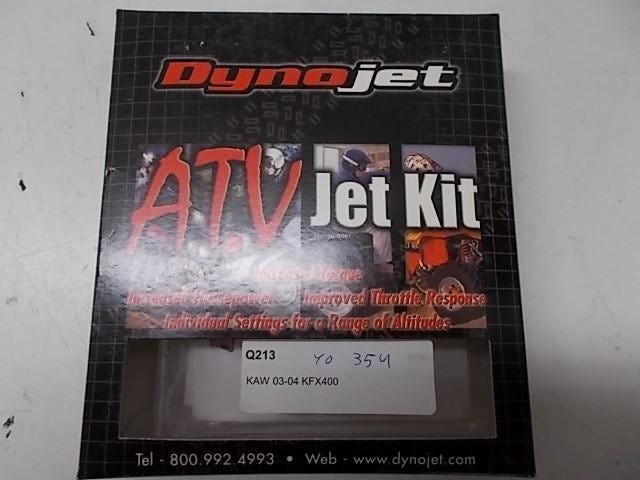 Dynojet
ATV Jet Kit
Increased Torque
Increased Horsepower Improved Throttle Response
Individual Settings for a Range of Altitudes
Q213 YO 354
KAW 03-04 KFX400
Tel - 800.992.4993 • Web - www.dynojet.com